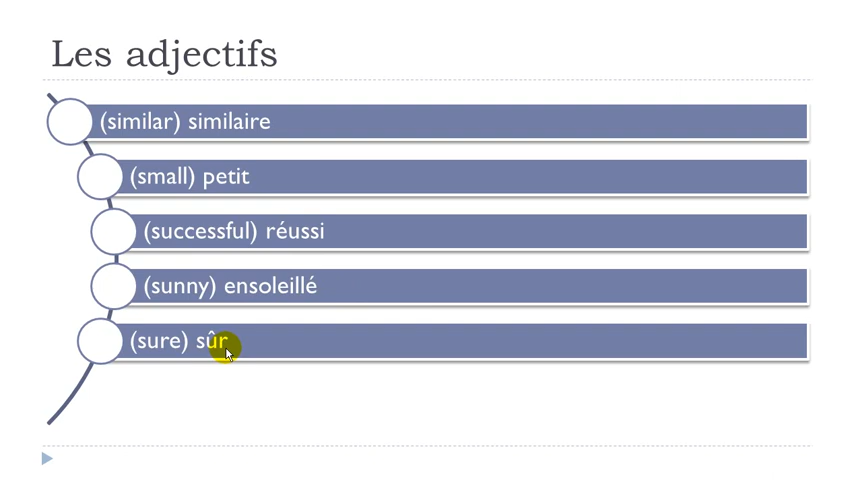 Les adjectifs
(similar) similaire
(small) petit
(successful) réussi
(sunny) ensoleillé
(sure) sûr